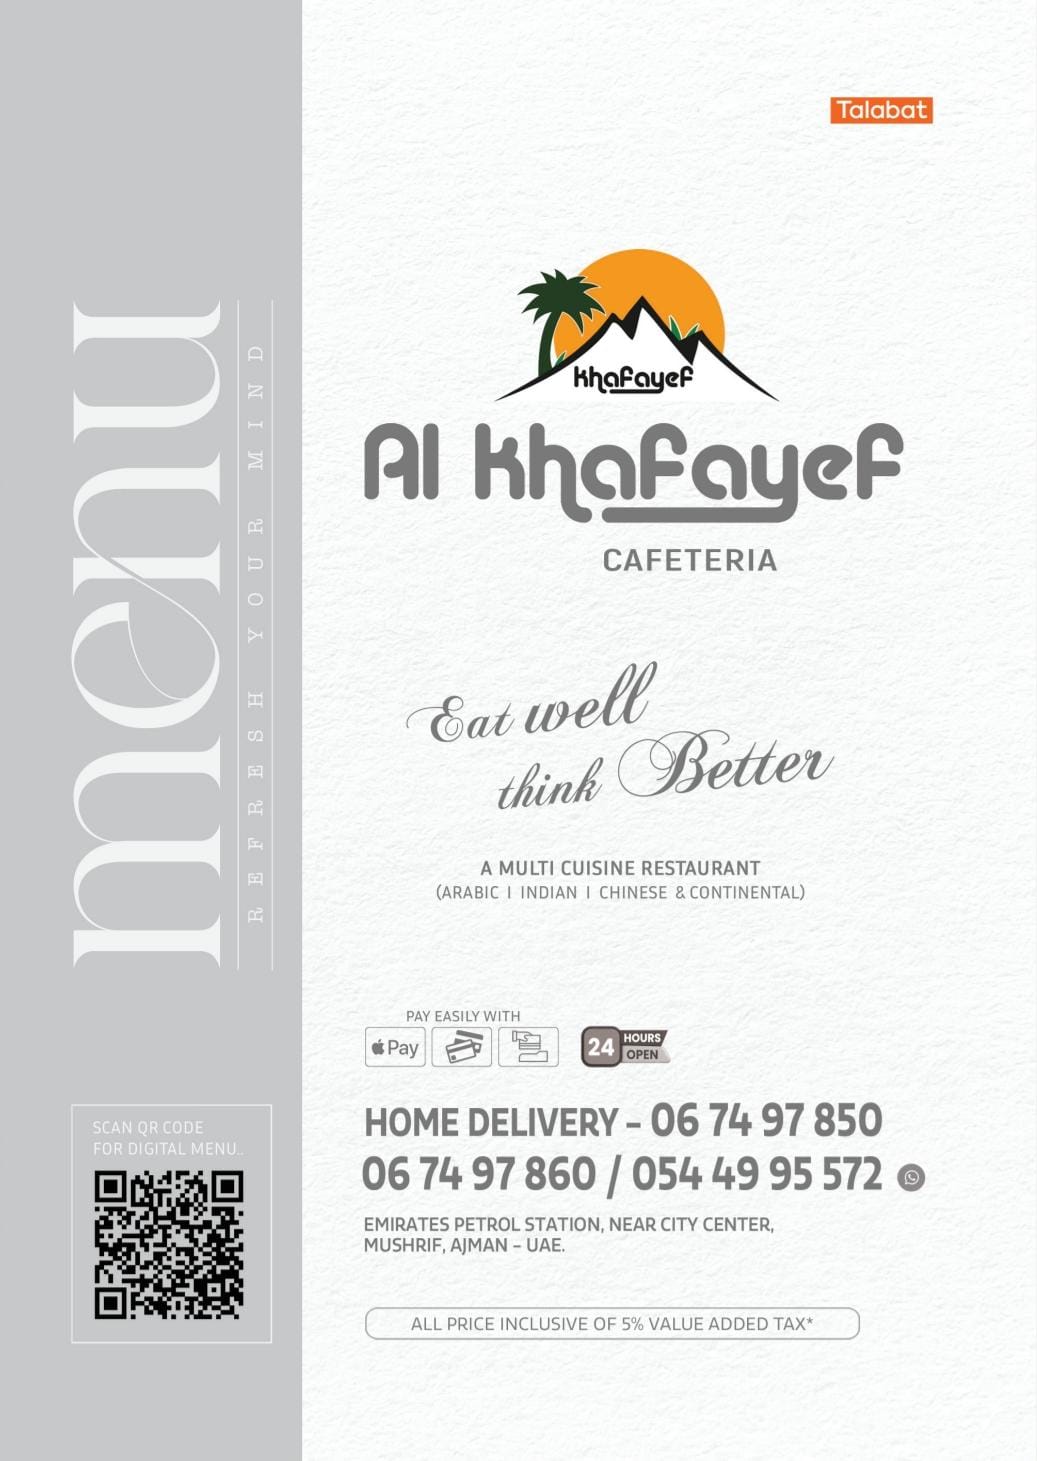 Talabat
khafayef
Al Khafayef
CAFETERIA
menu
REFRESH YOUR MIND
Eat well
think Better
A MULTI CUISINE RESTAURANT
(ARABIC I INDIAN I CHINESE & CONTINENTAL)
PAY EASILY WITH
Pay
24 HOURS
OPEN
HOME DELIVERY – 06 74 97 850
06 74 97 860 / 054 49 95 572
EMIRATES PETROL STATION, NEAR CITY CENTER,
MUSHRIF, AJMAN – UAE.
SCAN QR CODE
FOR DIGITAL MENU..
ALL PRICE INCLUSIVE OF 5% VALUE ADDED TAX*